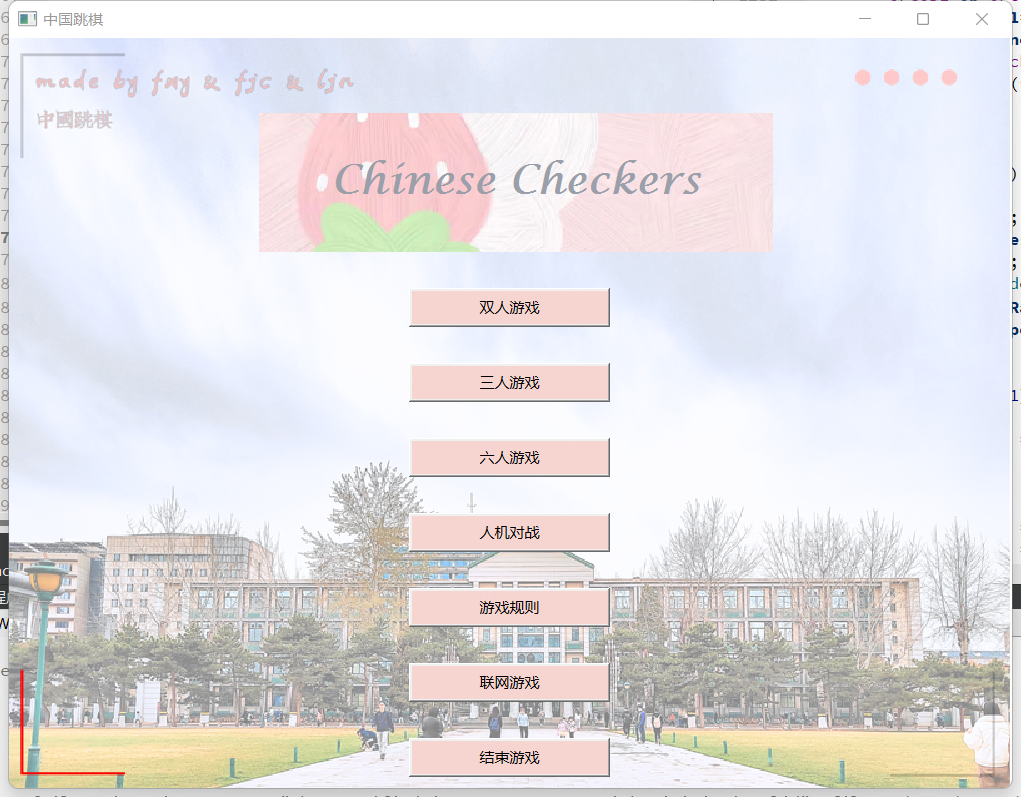 中国跳棋
made by fny & fjc & ljn
中國跳棋
Chinese Checkers
双人游戏
三人游戏
六人游戏
人机对战
游戏规则
联网游戏
结束游戏